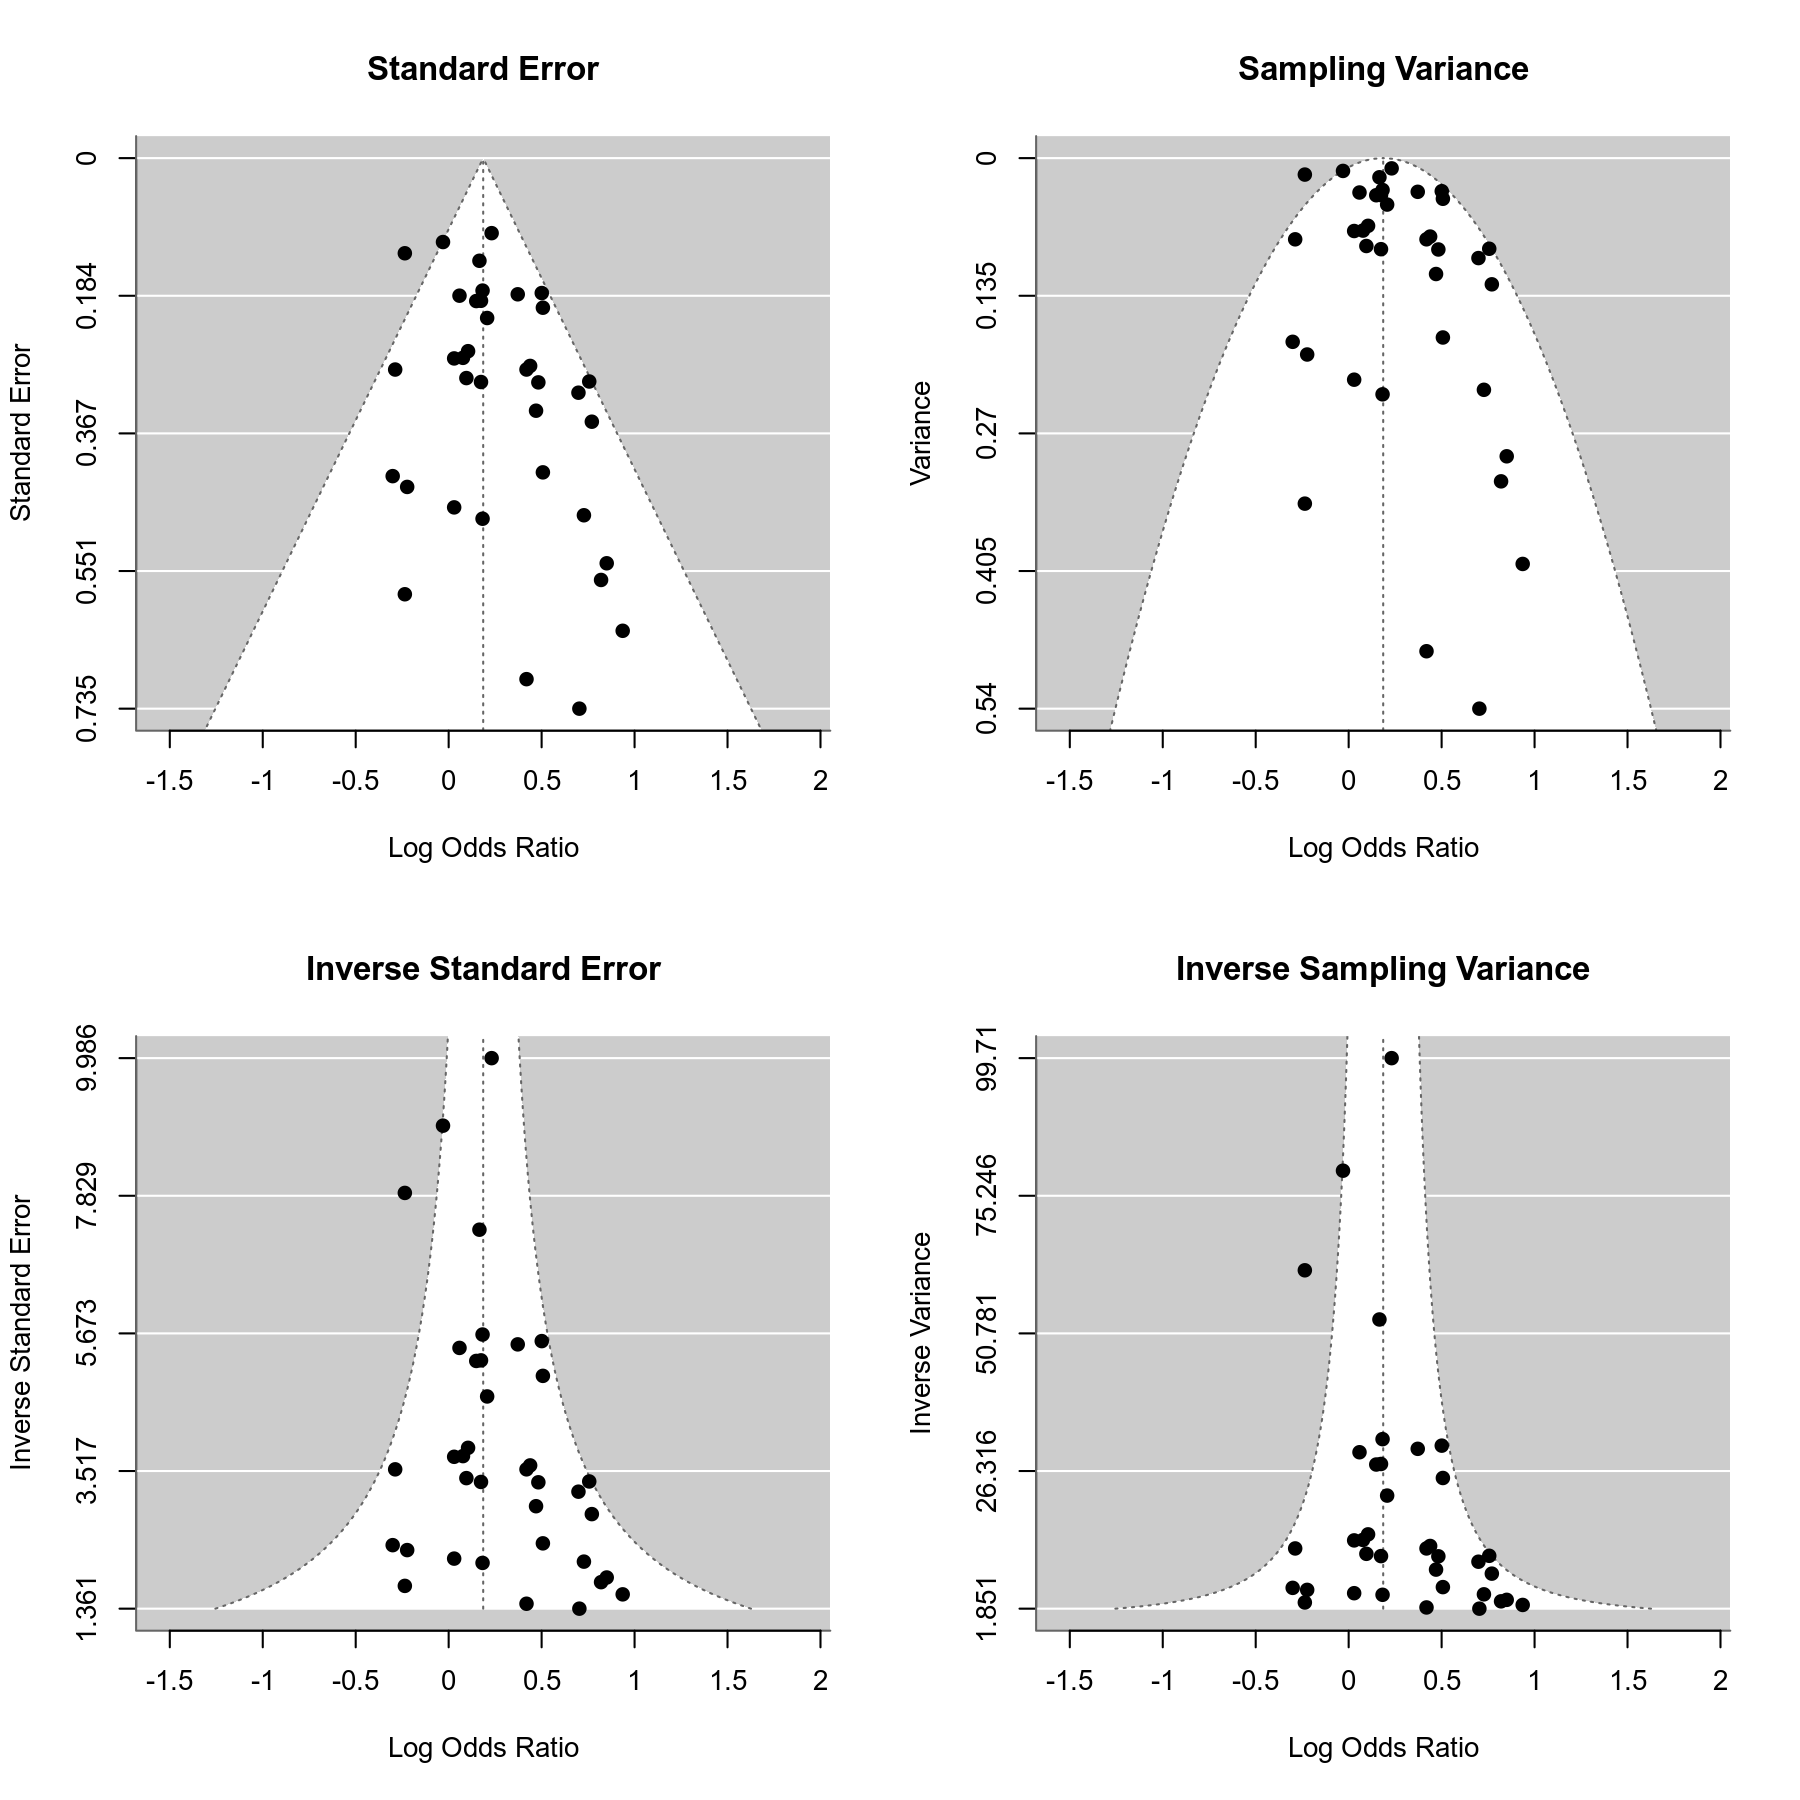 Standard Error
Standard Error
0
0.184
0.367
0.551
0.735
-1.5 -1 -0.5 0 0.5 1 1.5 2
Log Odds Ratio
Sampling Variance
Variance
0
0.135
0.27
0.405
0.54
-1.5 -1 -0.5 0 0.5 1 1.5 2
Log Odds Ratio
Inverse Standard Error
Inverse Standard Error
9.986
7.829
5.673
3.517
1.361
-1.5 -1 -0.5 0 0.5 1 1.5 2
Log Odds Ratio
Inverse Sampling Variance
Inverse Variance
99.71
75.246
50.781
26.316
1.851
-1.5 -1 -0.5 0 0.5 1 1.5 2
Log Odds Ratio